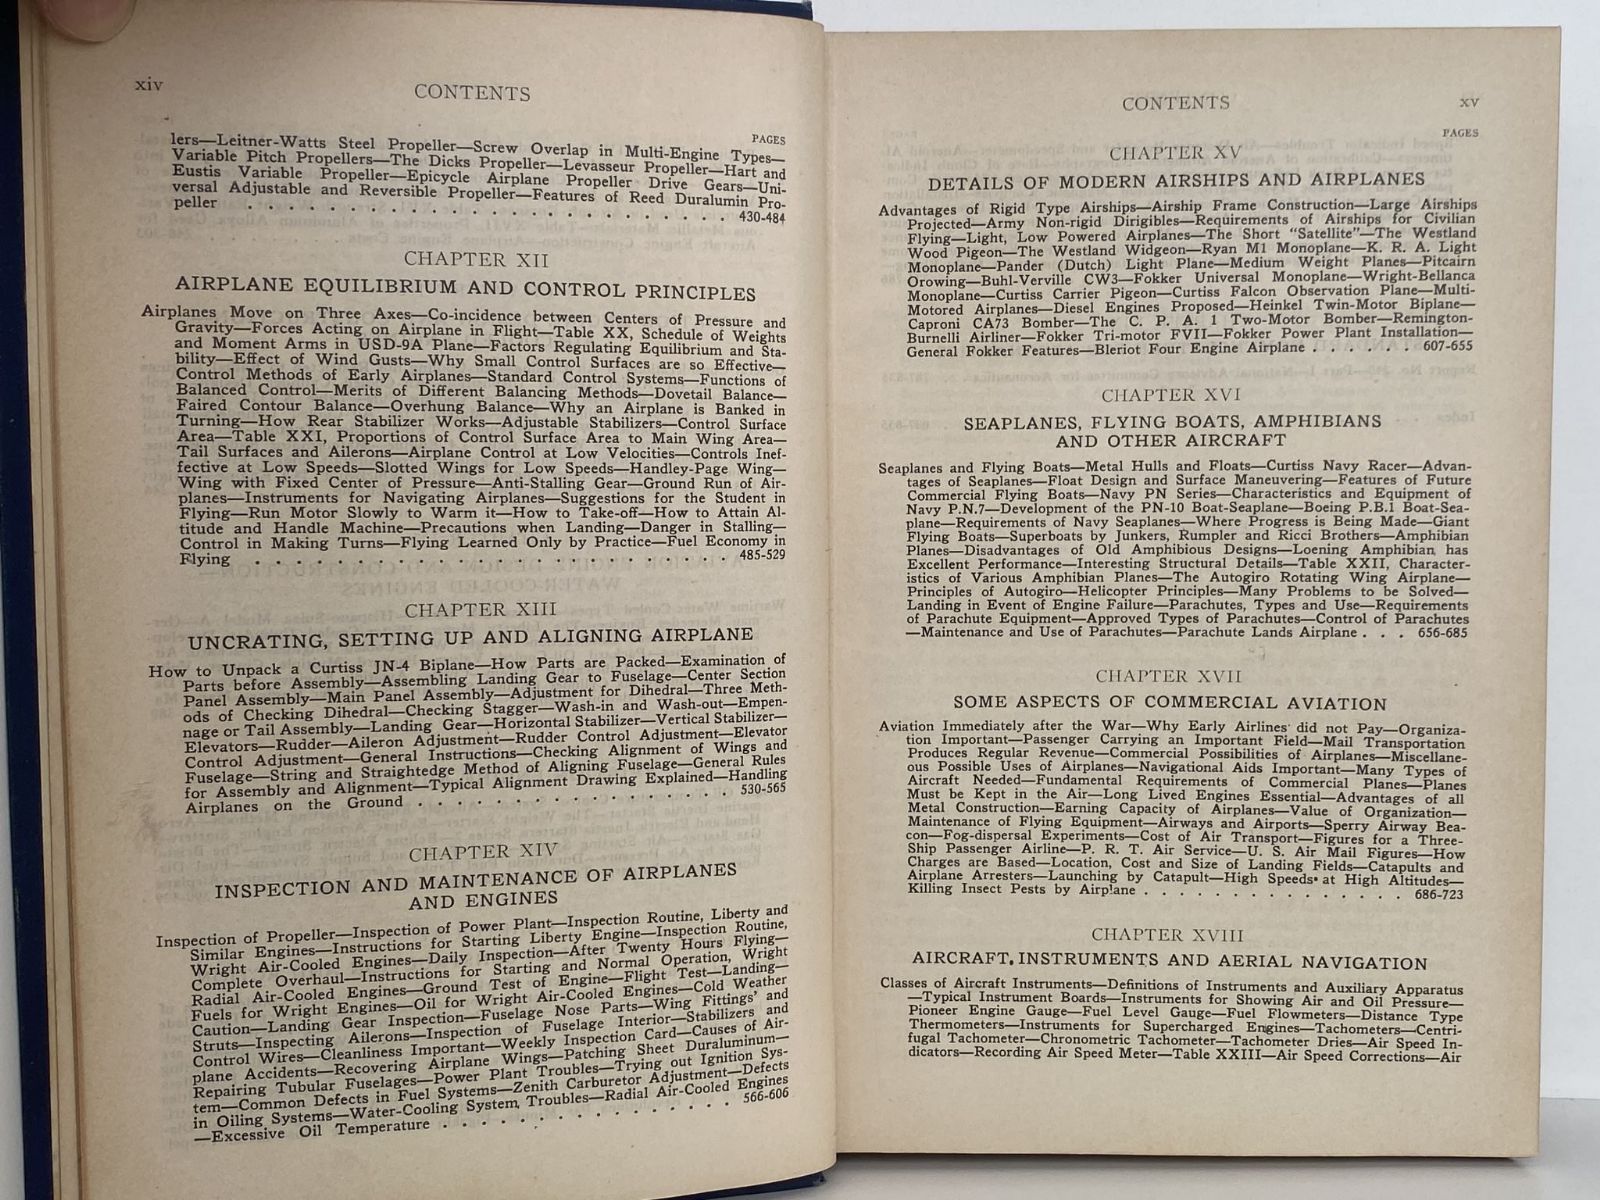 xiv
CONTENTS
PAGES
lers—Leitner-Watts Steel Propeller—Screw Overlap in Multi-Engine Types—
Variable Pitch Propellers—The Dicks Propeller—Levasseur Propeller—Hart and
Eustis Variable Propeller—Epicycle Airplane Propeller Drive Gears—Uni-
versal Adjustable and Reversible Propeller—Features of Reed Duralumin Pro-
peller . . . . . . . . . . . . . . . . . . . . . . . . 430-484
CHAPTER XII
AIRPLANE EQUILIBRIUM AND CONTROL PRINCIPLES
Airplanes Move on Three Axes—Co-incidence between Centers of Pressure and
Gravity—Forces Acting on Airplane in Flight—Table XX, Schedule of Weights
and Moment Arms in USD-9A Plane—Factors Regulating Equilibrium and Sta-
bility—Effect of Wind Gusts—Why Small Control Surfaces are so Effective—
Control Methods of Early Airplanes—Standard Control Systems—Functions of
Balanced Control—Merits of Different Balancing Methods—Dovetail Balance—
Faired Contour Balance—Overhung Balance—Why an Airplane is Banked in
Turning—How Rear Stabilizer Works—Adjustable Stabilizers—Control Surface
Area—Table XXI, Proportions of Control Surface Area to Main Wing Area—
Tail Surfaces and Ailerons—Airplane Control at Low Velocities—Controls Inef-
fective at Low Speeds—Slotted Wings for Low Speeds—Handley-Page Wing—
Wing with Fixed Center of Pressure—Anti-Stalling Gear—Ground Run of Air-
planes—Instruments for Navigating Airplanes—Suggestions for the Student in
Flying—Run Motor Slowly to Warm it—How to Take-off—How to Attain Al-
titude and Handle Machine—Precautions when Landing—Danger in Stalling—
Control in Making Turns—Flying Learned Only by Practice—Fuel Economy in
Flying . . . . . . . . . . . . . . . . . . . . . . . 485-529
CHAPTER XIII
UNCRATING, SETTING UP AND ALIGNING AIRPLANE
How to Unpack a Curtiss JN-4 Biplane—How Parts are Packed—Examination of
Parts before Assembly—Assembling Landing Gear to Fuselage—Center Section
Panel Assembly—Main Panel Assembly—Adjustment for Dihedral—Three Meth-
ods of Checking Dihedral—Checking Stagger—Wash-in and Wash-out—Empen-
nage or Tail Assembly—Landing Gear—Horizontal Stabilizer—Vertical Stabilizer—
Elevators—Rudder—Aileron Adjustment—Rudder Control Adjustment—Elevator
Control Adjustment—General Instructions—Checking Alignment of Wings and
Fuselage—String and Straightedge Method of Aligning Fuselage—General Rules
for Assembly and Alignment—Typical Alignment Drawing Explained—Handling
Airplanes on the Ground . . . . . . . . . . . . . . . . 530-565
CHAPTER XIV
INSPECTION AND MAINTENANCE OF AIRPLANES
AND ENGINES
Inspection of Propeller—Inspection of Power Plant—Inspection Routine, Liberty and
Similar Engines—Instructions for Starting Liberty Engine—Inspection Routine,
Wright Air-Cooled Engines—Daily Inspection—After Twenty Hours Flying—
Complete Overhaul—Instructions for Starting and Normal Operation, Wright
Radial Air-Cooled Engines—Ground Test of Engine—Flight Test—Landing—
Fuels for Wright Engines—Oil for Wright Air-Cooled Engines—Cold Weather
Caution—Landing Gear Inspection—Fuselage Nose Parts—Wing Fittings' and
Struts—Inspecting Ailerons—Inspection of Fuselage Interior—Stabilizers and
Control Wires—Cleanliness Important—Weekly Inspection Card—Causes of Air-
plane Accidents—Recovering Airplane Wings—Patching Sheet Duraluminum—
Repairing Tubular Fuselages—Power Plant Troubles—Trying out Ignition Sys-
tem—Common Defects in Fuel Systems—Zenith Carburetor Adjustment—Defects
in Oiling Systems—Water-Cooling System, Troubles—Radial Air-Cooled Engines
—Excessive Oil Temperature . . . . . . . . . . . . . . . 566-606
CONTENTS
xv
PAGES
CHAPTER XV
DETAILS OF MODERN AIRSHIPS AND AIRPLANES
Advantages of Rigid Type Airships—Airship Frame Construction—Large Airships
Projected—Army Non-rigid Dirigibles—Requirements of Airships for Civilian
Flying—Light, Low Powered Airplanes—The Short "Satellite"—The Westland
Wood Pigeon—The Westland Widgeon—Ryan M1 Monoplane—K. R. A. Light
Monoplane—Pander (Dutch) Light Plane—Medium Weight Planes—Pitcairn
Orowing—Buhl-Verville CW3—Fokker Universal Monoplane—Wright-Bellanca
Monoplane—Curtiss Carrier Pigeon—Curtiss Falcon Observation Plane—Multi-
Motored Airplanes—Diesel Engines Proposed—Heinkel Twin-Motor Biplane—
Caproni CA73 Bomber—The C. P. A. 1 Two-Motor Bomber—Remington-
Burnelli Airliner—Fokker Tri-motor FVII—Fokker Power Plant Installation—
General Fokker Features—Bleriot Four Engine Airplane . . . . . . 607-655
CHAPTER XVI
SEAPLANES, FLYING BOATS, AMPHIBIANS
AND OTHER AIRCRAFT
Seaplanes and Flying Boats—Metal Hulls and Floats—Curtiss Navy Racer—Advan-
tages of Seaplanes—Float Design and Surface Maneuvering—Features of Future
Commercial Flying Boats—Navy PN Series—Characteristics and Equipment of
Navy P.N.7—Development of the PN-10 Boat-Seaplane—Boeing P.B.1 Boat-Sea-
plane—Requirements of Navy Seaplanes—Where Progress is Being Made—Giant
Flying Boats—Superboats by Junkers, Rumpler and Ricci Brothers—Amphibian
Planes—Disadvantages of Old Amphibious Designs—Loening Amphibian has
Excellent Performance—Interesting Structural Details—Table XXII, Character-
istics of Various Amphibian Planes—The Autogiro Rotating Wing Airplane—
Principles of Autogiro—Helicopter Principles—Many Problems to be Solved—
Landing in Event of Engine Failure—Parachutes, Types and Use—Requirements
of Parachute Equipment—Approved Types of Parachutes—Control of Parachutes
—Maintenance and Use of Parachutes—Parachute Lands Airplane . . . 656-685
CHAPTER XVII
SOME ASPECTS OF COMMERCIAL AVIATION
Aviation Immediately after the War—Why Early Airlines did not Pay—Organiza-
tion Important—Passenger Carrying an Important Field—Mail Transportation
Produces Regular Revenue—Commercial Possibilities of Airplanes—Miscellane-
ous Possible Uses of Airplanes—Navigational Aids Important—Many Types of
Aircraft Needed—Fundamental Requirements of Commercial Planes—Planes
Must be Kept in the Air—Long Lived Engines Essential—Advantages of all
Metal Construction—Earning Capacity of Airplanes—Value of Organization—
Maintenance of Flying Equipment—Airways and Airports—Sperry Airway Bea-
con—Fog-dispersal Experiments—Cost of Air Transport—Figures for a Three-
Ship Passenger Airline—P. R. T. Air Service—U. S. Air Mail Figures—How
Charges are Based—Location, Cost and Size of Landing Fields—Catapults and
Airplane Arresters—Launching by Catapult—High Speeds at High Altitudes—
Killing Insect Pests by Airplane . . . . . . . . . . . . . . 686-723
CHAPTER XVIII
AIRCRAFT INSTRUMENTS AND AERIAL NAVIGATION
Classes of Aircraft Instruments—Definitions of Instruments and Auxiliary Apparatus
—Typical Instrument Boards—Instruments for Showing Air and Oil Pressure—
Pioneer Engine Gauge—Fuel Level Gauge—Fuel Flowmeters—Distance Type
Thermometers—Instruments for Supercharged Engines—Tachometers—Centri-
fugal Tachometer—Chronometric Tachometer—Tachometer Dries—Air Speed In-
dicators—Recording Air Speed Meter—Table XXIII—Air Speed Corrections—Air